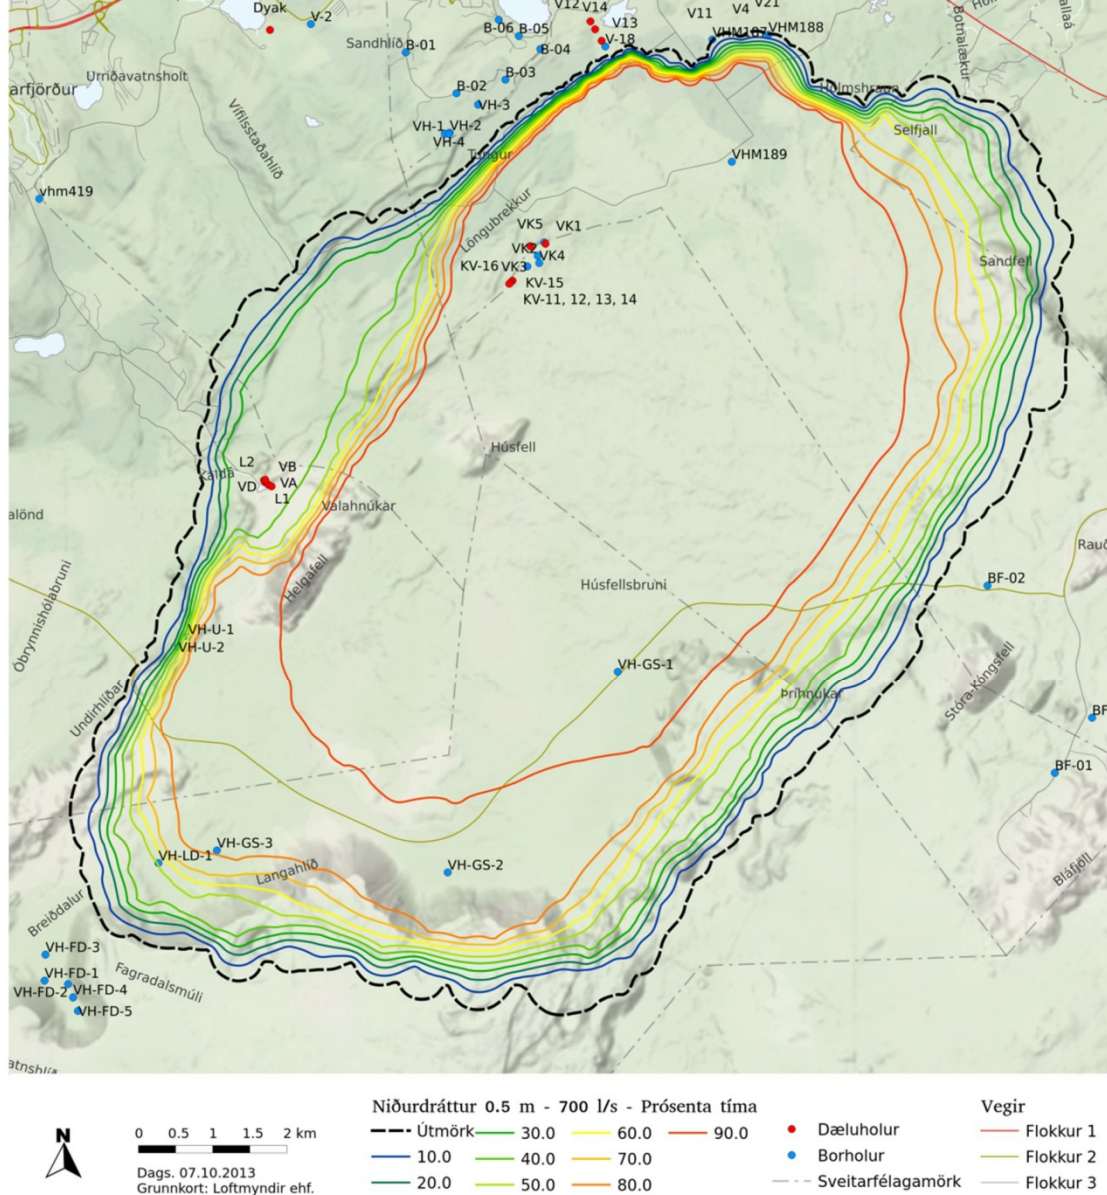 Dyak
V-2
Sandhlíð
B-01
B-06
B-05
B-04
V12
V14
V13
V-18
V11
V4
V21
VHM187
VHM188
Botnalækur
allaá
arfjörður
Urriðavatnsholt
Vífilsstaðahlíð
B-02
B-03
VH-3
VH-1
VH-2
VH-4
Tungur
Hólmshraun
Selfjall
VHM189
vhm419
Löngubrekkur
VK5
VK1
VK2
VK4
KV-16
VK3
KV-15
KV-11, 12, 13, 14
Sandfell
Húsfell
L2
VB
Kaldá
VD
VA
L1
Valahnúkar
alönd
Helgafell
Húsfellsbruni
Rauð
BF-02
Óbrynnishólabruni
VH-U-1
VH-U-2
VH-GS-1
Undirhlíðar
Þríhnúkar
Stóra-Kóngsfell
BF
BF-01
VH-GS-3
VH-LD-1
Langahlíð
VH-GS-2
Bláfjöll
Breiðdalur
VH-FD-3
VH-FD-1
VH-FD-2
VH-FD-4
VH-FD-5
Fagradalsmúli
atnshlíð
N
0 0.5 1 1.5 2 km
Dags. 07.10.2013
Grunnkort: Loftmyndir ehf.
Niðurdráttur 0.5 m - 700 l/s - Prósenta tíma
Útmörk 30.0 60.0 90.0
10.0 40.0 70.0
20.0 50.0 80.0
Dæluholur
Borholur
Sveitarfélagamörk
Vegir
Flokkur 1
Flokkur 2
Flokkur 3